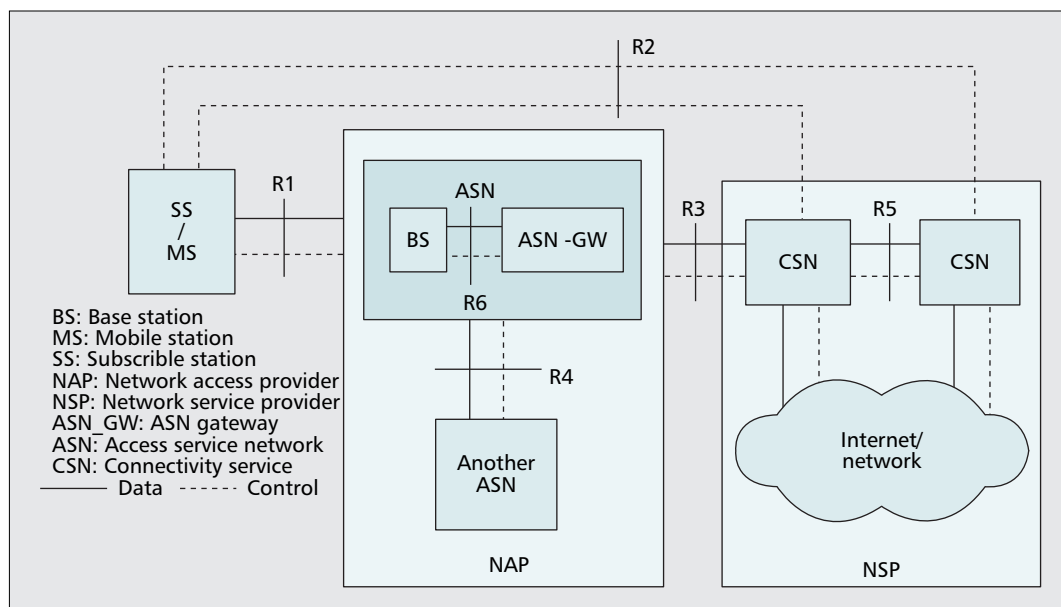 R2
R1
SS
/
MS
ASN
BS
ASN -GW
R6
R3
R5
CSN
CSN
R4
Another
ASN
NAP
Internet/
network
NSP
BS: Base station
MS: Mobile station
SS: Subscrible station
NAP: Network access provider
NSP: Network service provider
ASN_GW: ASN gateway
ASN: Access service network
CSN: Connectivity service
Data Control